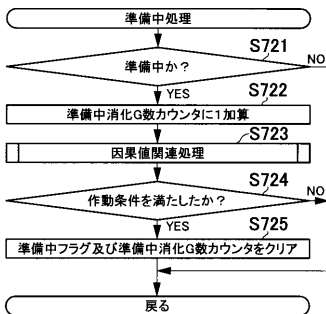 準備中処理
S721
準備中か?
NO
YES
S722
準備中消化G数カウンタに1加算
S723
因果値関連処理
S724
作動条件を満たしたか?
NO
YES
S725
準備中フラグ及び準備中消化G数カウンタをクリア
戻る